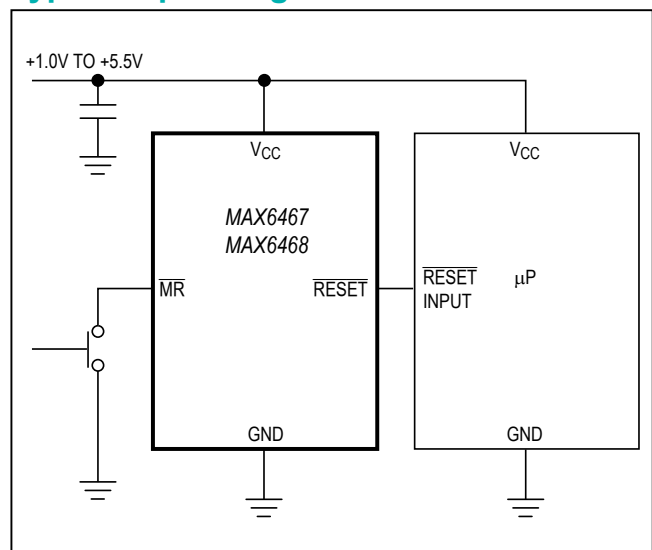 +1.0V TO +5.5V
VCC
VCC
MAX6467
MAX6468
MR
RESET
RESET
INPUT
μP
GND
GND